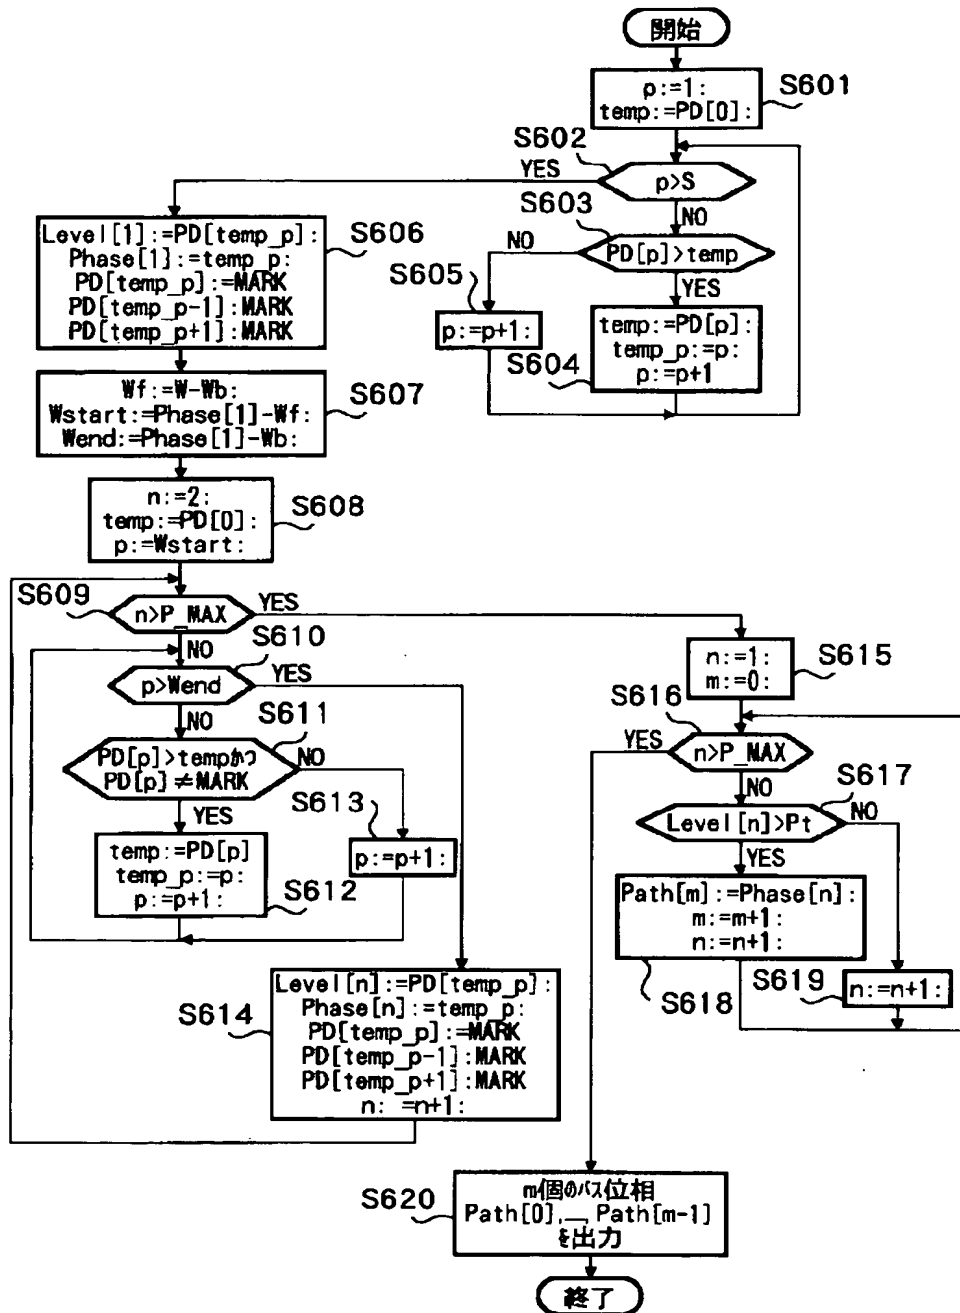 開始
S601
p:=1:
temp:=PD[0]:
S602
YES
p>S
NO
S603
NO
PD[p]>temp
YES
S605
p:=p+1:
S604
temp:=PD[p]:
temp_p:=p:
p:=p+1
S606
Level[1]:=PD[temp_p]:
Phase[1]:=temp_p:
PD[temp_p]:=MARK
PD[temp_p-1]:MARK
PD[temp_p+1]:MARK
S607
Wf:=W-Wb:
Wstart:=Phase[1]-Wf:
Wend:=Phase[1]-Wb:
S608
n:=2:
temp:=PD[0]:
p:=Wstart:
S609
n>P_MAX
YES
NO
S610
p>Wend
YES
NO
S611
PD[p]>tempかつ
PD[p]≠MARK
NO
YES
S613
p:=p+1:
temp:=PD[p]
temp_p:=p:
p:=p+1:
S612
S614
Level[n]:=PD[temp_p]:
Phase[n]:=temp_p:
PD[temp_p]:=MARK
PD[temp_p-1]:MARK
PD[temp_p+1]:MARK
n: =n+1:
S615
n:=1:
m:=0:
S616
YES
n>P_MAX
NO
S617
Level[n]>Pt
NO
YES
Path[m]:=Phase[n]:
m:=m+1:
n:=n+1:
S618
S619
n:=n+1:
S620
m個のパス位相
Path[0],__, Path[m-1]
を出力
終了